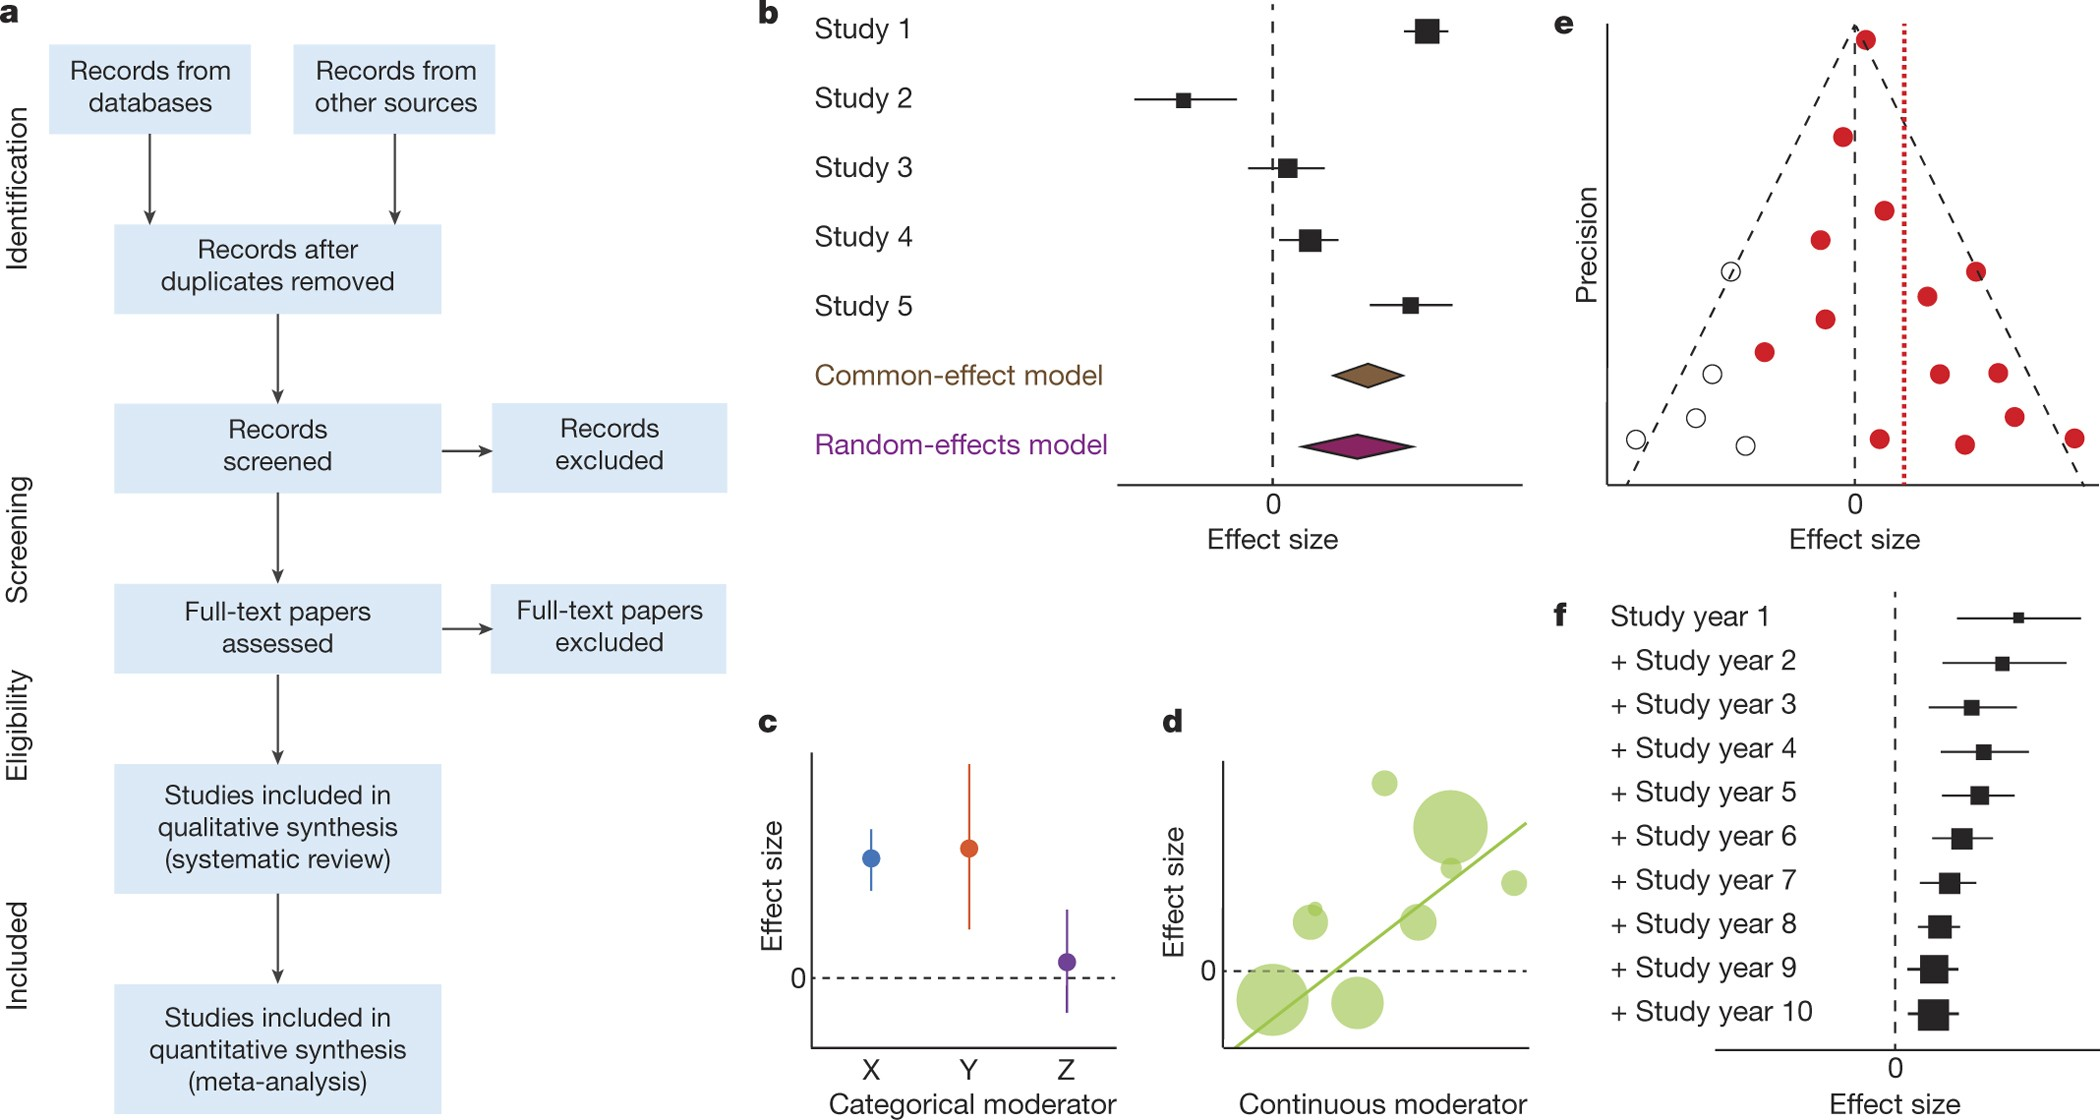 a
Identification
Screening
Eligibility
Included
Records from
databases
Records from
other sources
Records after
duplicates removed
Records
screened
Records
excluded
Full-text papers
assessed
Full-text papers
excluded
Studies included in
qualitative synthesis
(systematic review)
Studies included in
quantitative synthesis
(meta-analysis)
b
Study 1
Study 2
Study 3
Study 4
Study 5
Common-effect model
Random-effects model
0
Effect size
c
Effect size
0
X Y Z
Categorical moderator
d
Effect size
0
Continuous moderator
e
Precision
0
Effect size
f
Study year 1
+ Study year 2
+ Study year 3
+ Study year 4
+ Study year 5
+ Study year 6
+ Study year 7
+ Study year 8
+ Study year 9
+ Study year 10
0
Effect size